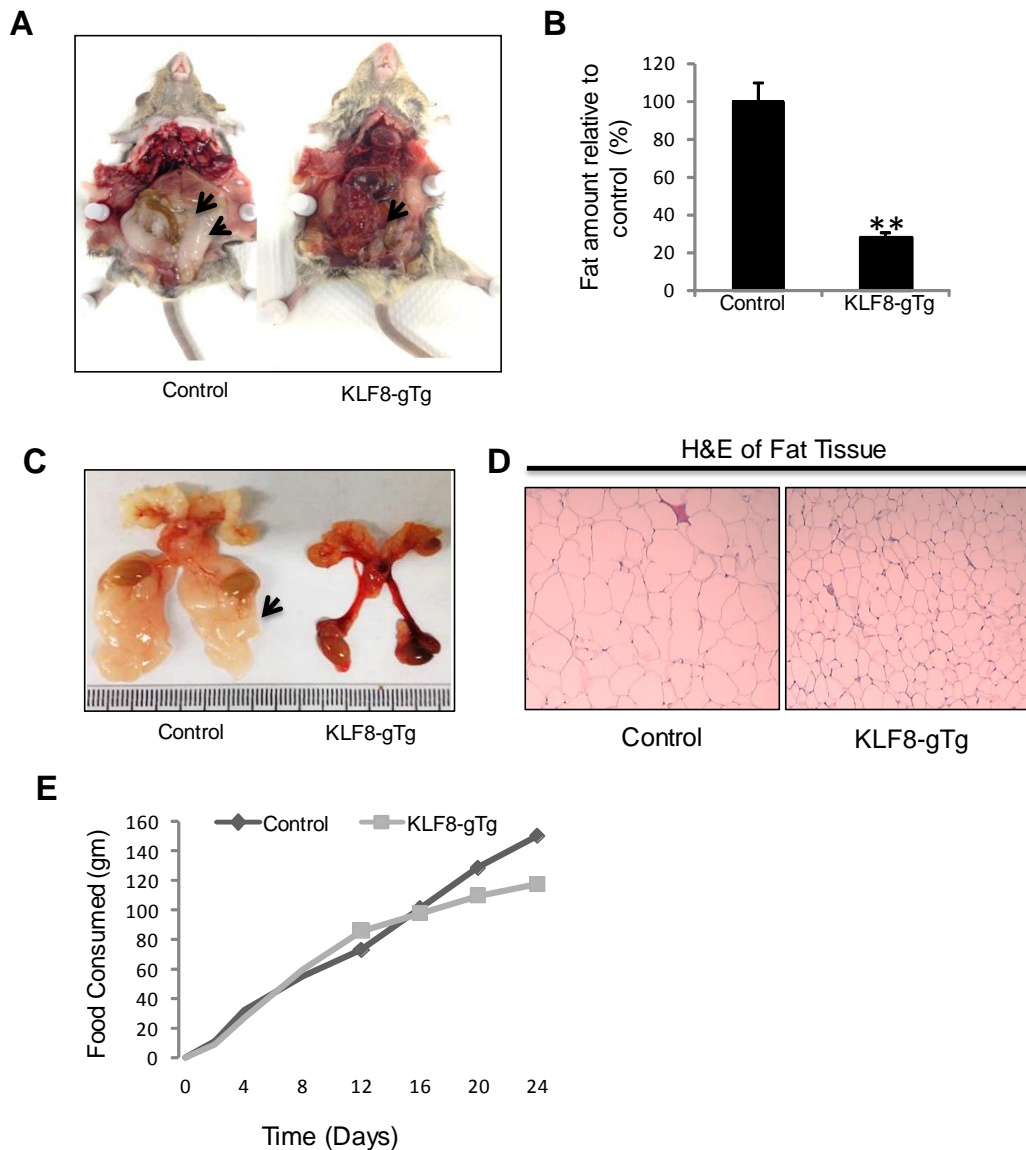 A
Control
KLF8-gTg
B
Fat amount relative to
control (%)
120
100
80
60
40
20
0
**
Control
KLF8-gTg
C
Control
KLF8-gTg
D
H&E of Fat Tissue
Control
KLF8-gTg
E
Control
KLF8-gTg
Food Consumed (gm)
160
140
120
100
80
60
40
20
0
0 4 8 12 16 20 24
Time (Days)